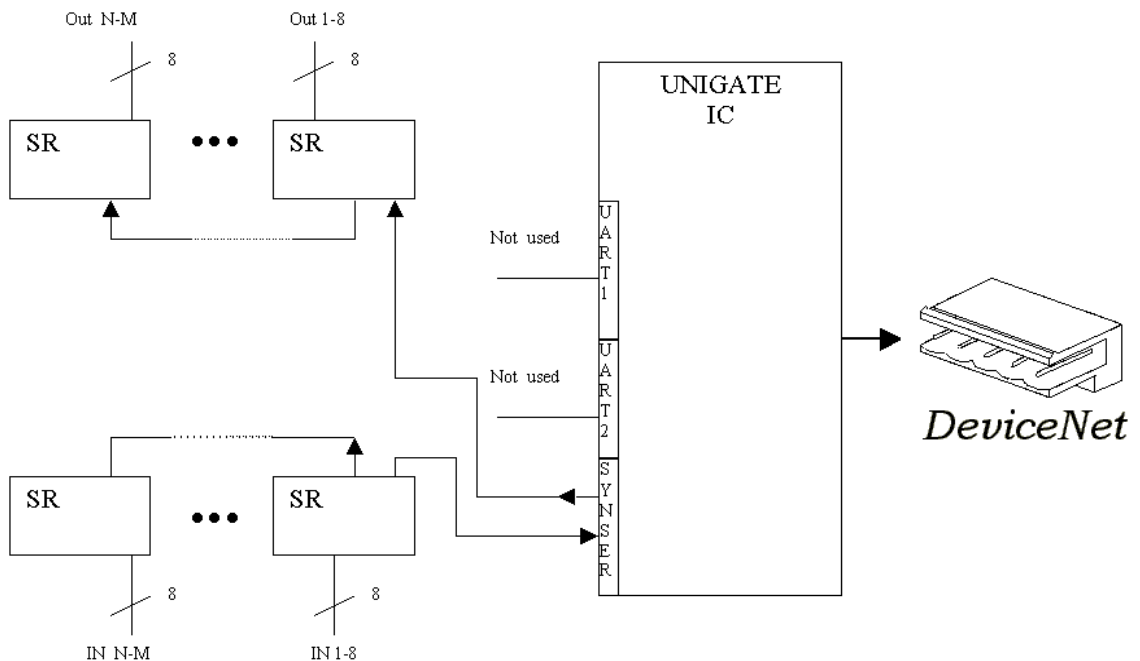 Out N-M
Out 1-8
8
8
SR
SR
UNIGATE
IC
UART1
Not used
UART2
Not used
SYNSER
DeviceNet
SR
SR
8
8
IN N-M
IN 1-8